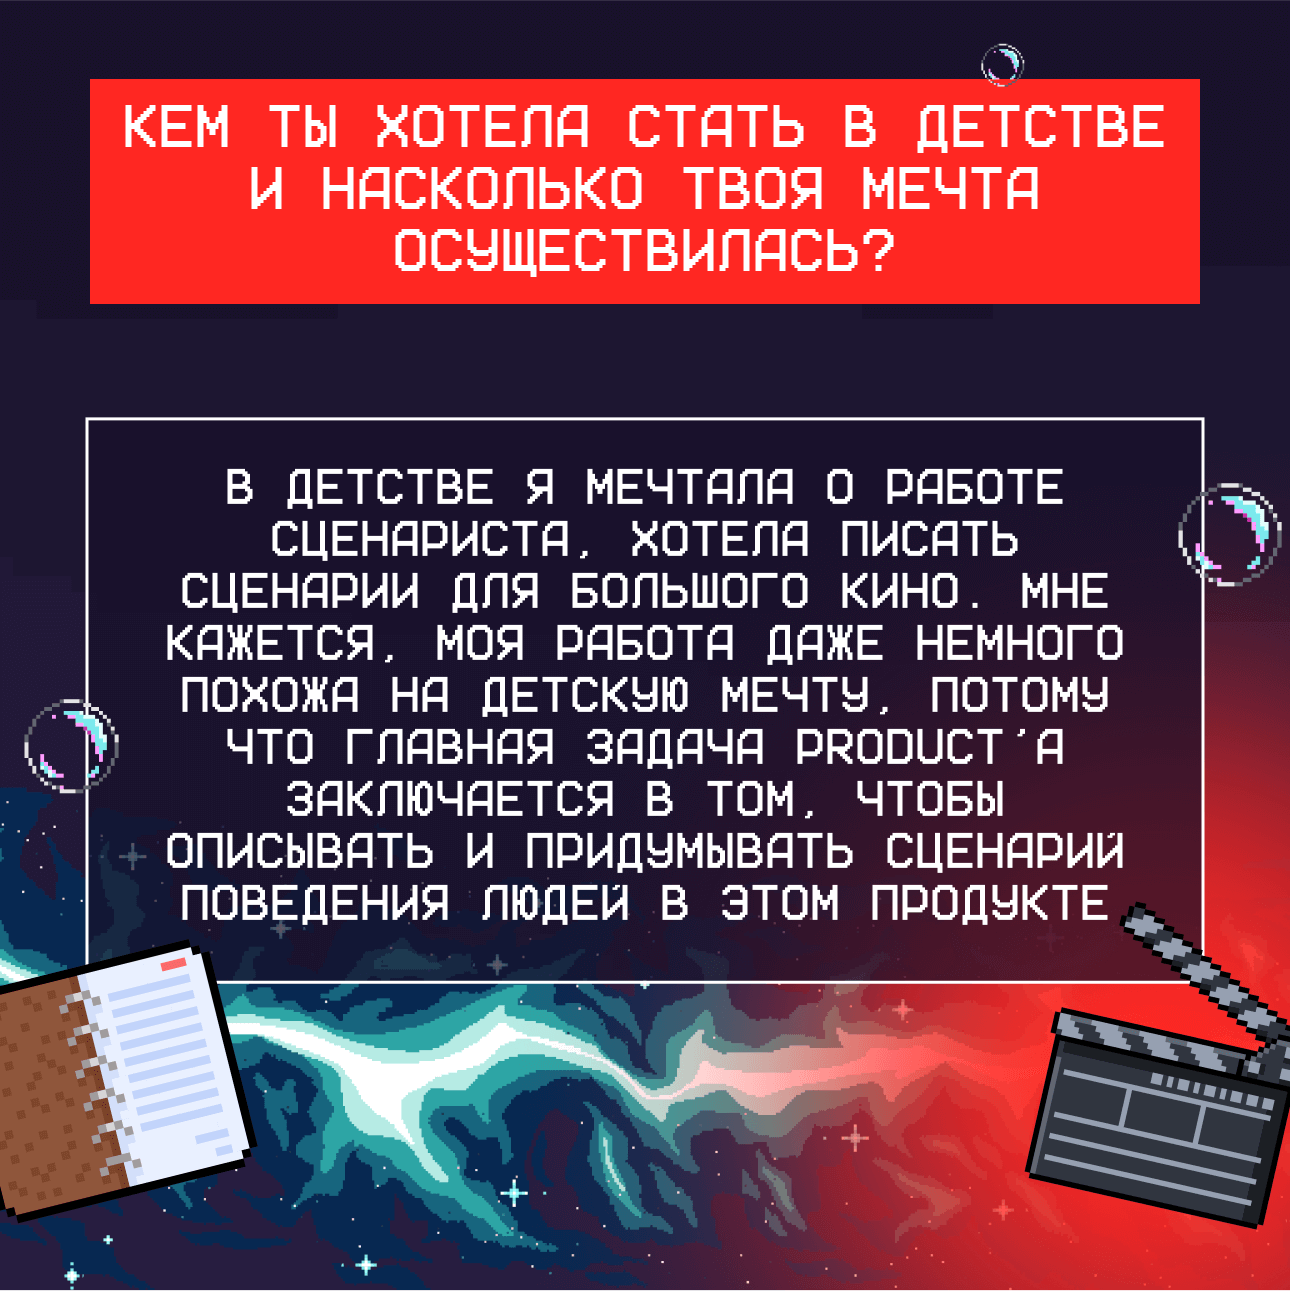 КЕМ ТЫ ХОТЕЛА СТАТЬ В ДЕТСТВЕ
И НАСКОЛЬКО ТВОЯ МЕЧТА
ОСУЩЕСТВИЛАСЬ?
В ДЕТСТВЕ Я МЕЧТАЛА О РАБОТЕ
СЦЕНАРИСТА, ХОТЕЛА ПИСАТЬ
СЦЕНАРИИ ДЛЯ БОЛЬШОГО КИНО. МНЕ
КАЖЕТСЯ, МОЯ РАБОТА ДАЖЕ НЕМНОГО
ПОХОЖА НА ДЕТСКУЮ МЕЧТУ, ПОТОМУ
ЧТО ГЛАВНАЯ ЗАДАЧА PRODUCT'А
ЗАКЛЮЧАЕТСЯ В ТОМ, ЧТОБЫ
ОПИСЫВАТЬ И ПРИДУМЫВАТЬ СЦЕНАРИЙ
ПОВЕДЕНИЯ ЛЮДЕЙ В ЭТОМ ПРОДУКТЕ